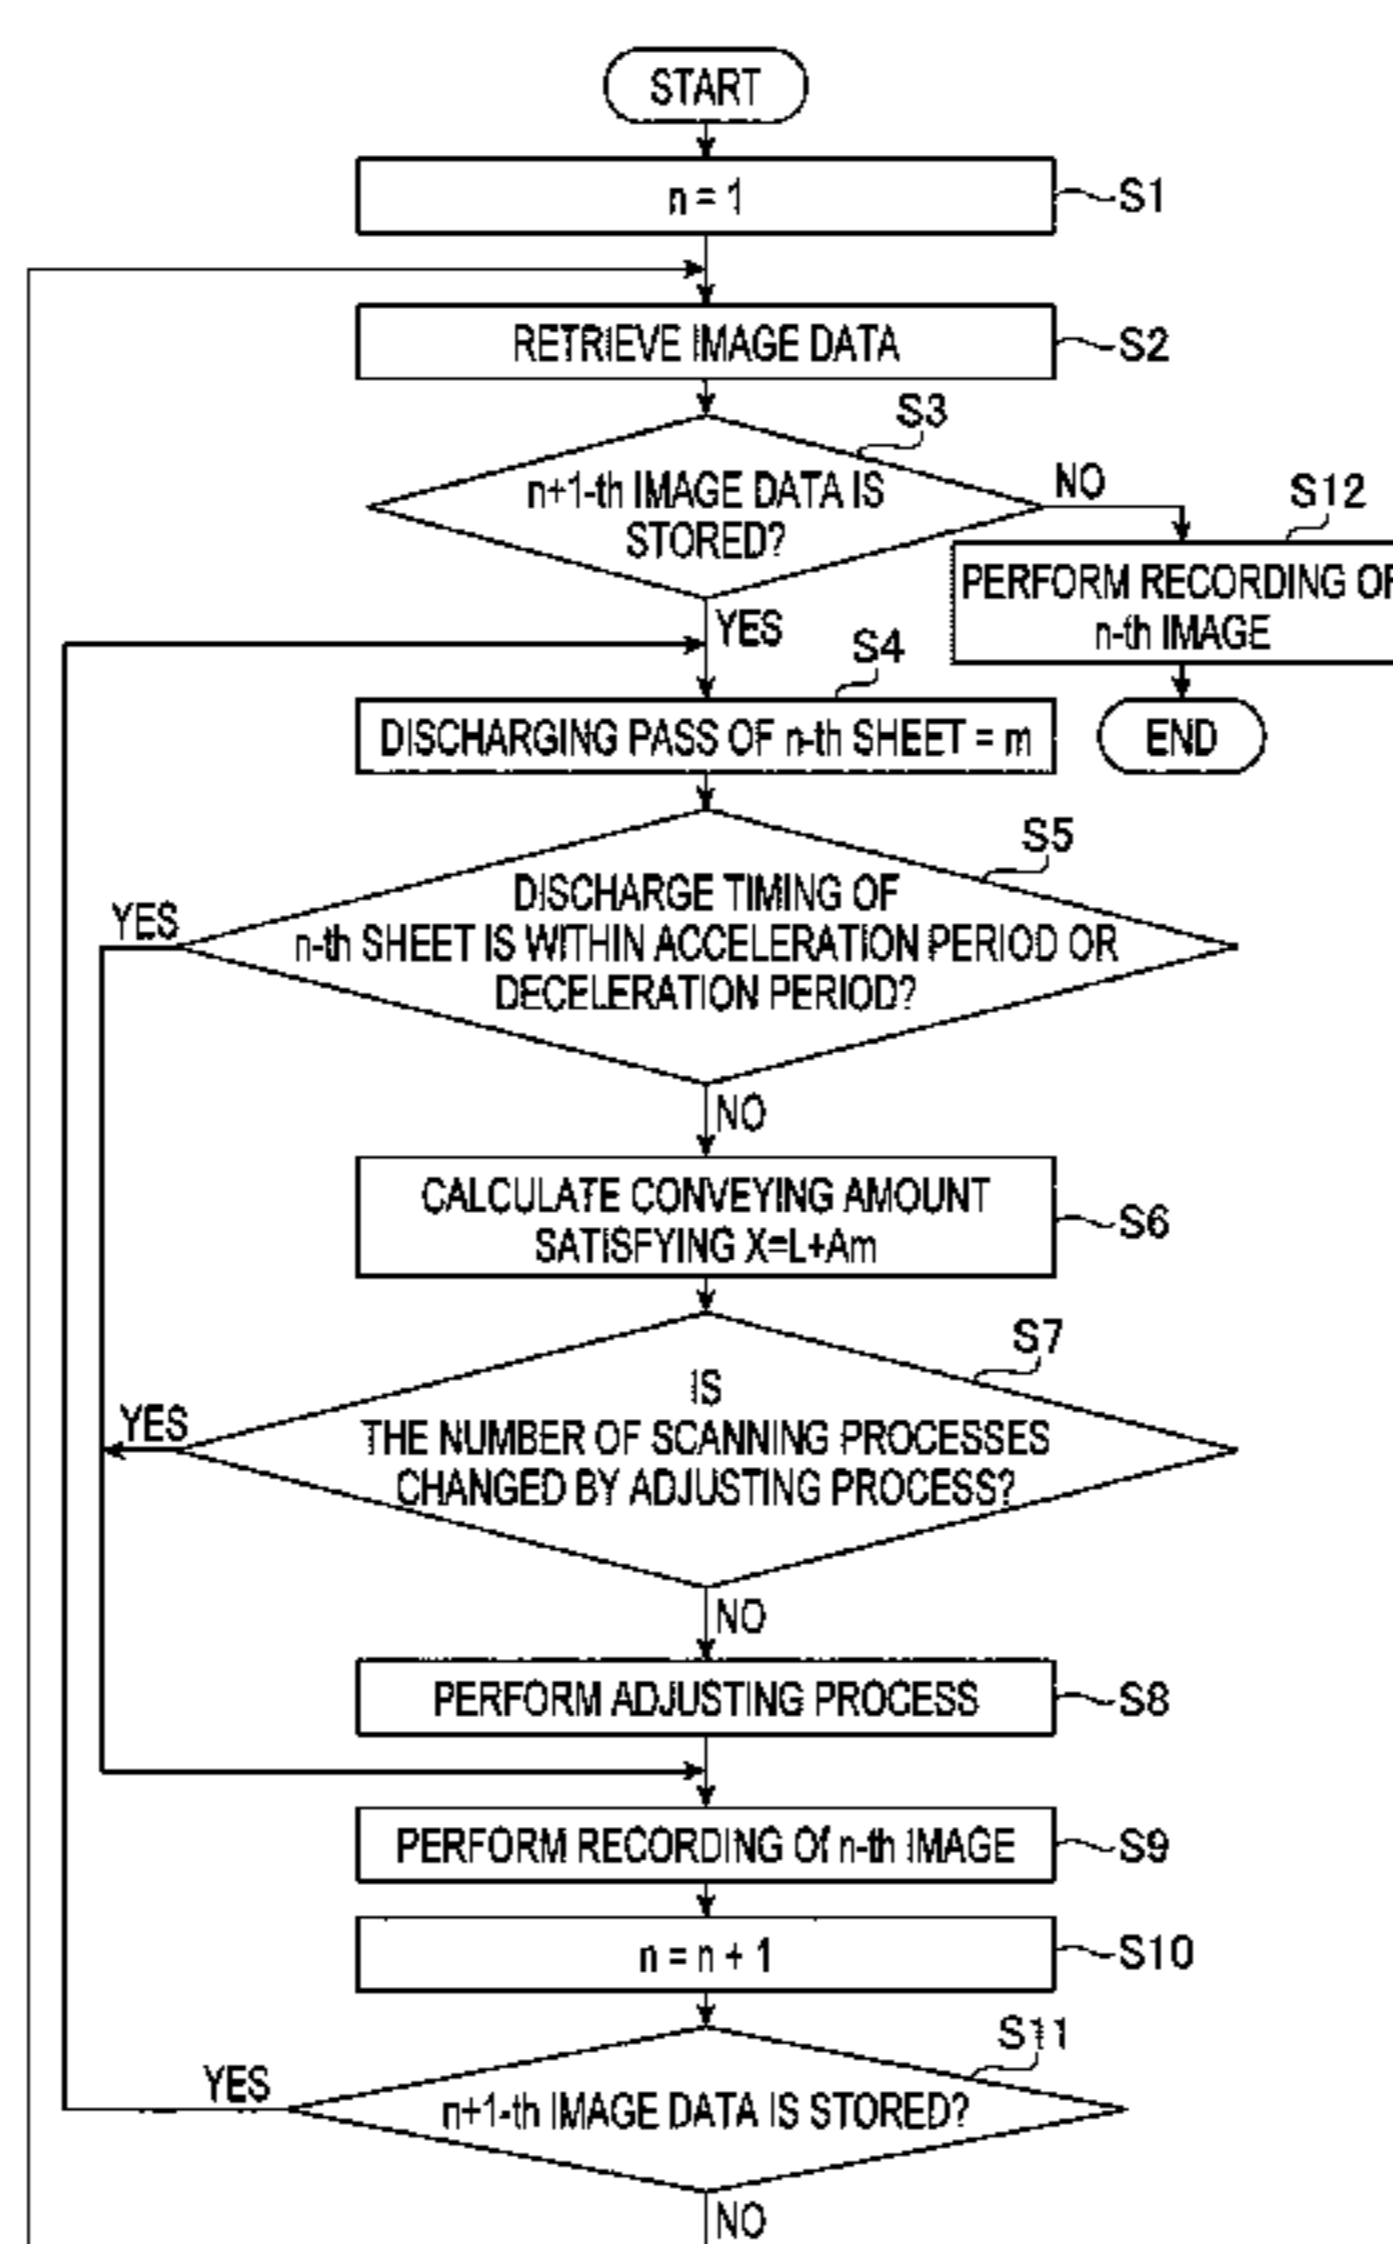 START
n = 1
S1
RETRIEVE IMAGE DATA
S2
S3
n+1-th IMAGE DATA IS
STORED?
NO
S12
PERFORM RECORDING OF
n-th IMAGE
YES
S4
DISCHARGING PASS OF n-th SHEET = m
END
S5
DISCHARGE TIMING OF
n-th SHEET IS WITHIN ACCELERATION PERIOD OR
DECELERATION PERIOD?
YES
NO
CALCULATE CONVEYING AMOUNT
SATISFYING X=L+Am
S6
S7
IS
THE NUMBER OF SCANNING PROCESSES
CHANGED BY ADJUSTING PROCESS?
YES
NO
PERFORM ADJUSTING PROCESS
S8
PERFORM RECORDING Of n-th IMAGE
S9
n = n + 1
S10
S11
YES
n+1-th IMAGE DATA IS STORED?
NO